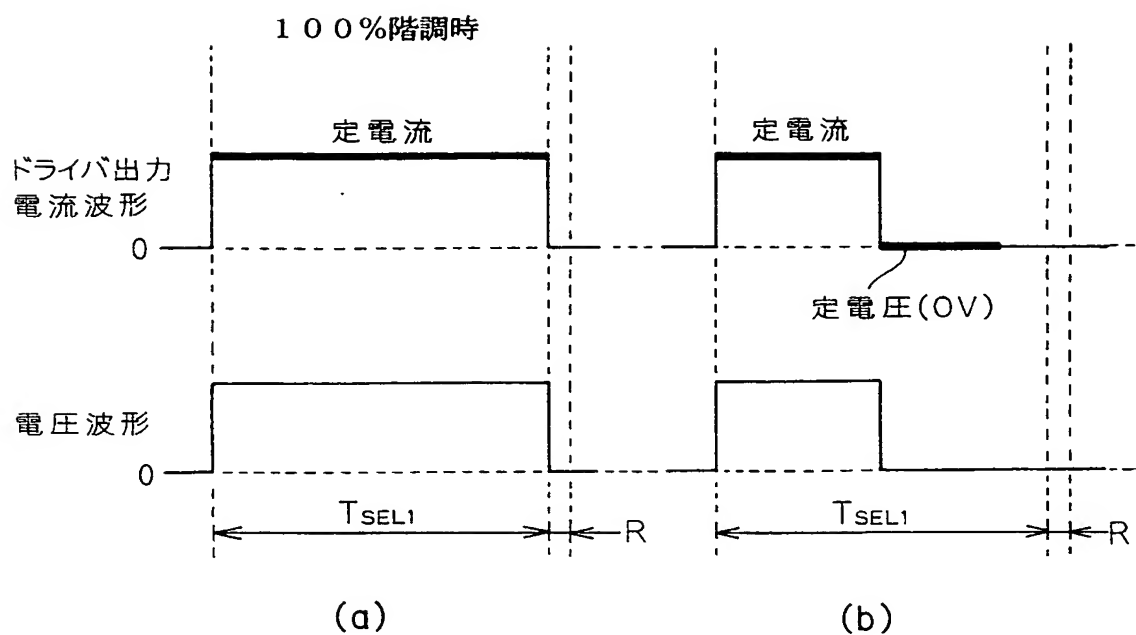 １００%階調時
定電流
定電流
ドライバ出力
電流波形
0
定電圧(0V)
電圧波形
0
TSEL1
R
TSEL1
R
(a)
(b)